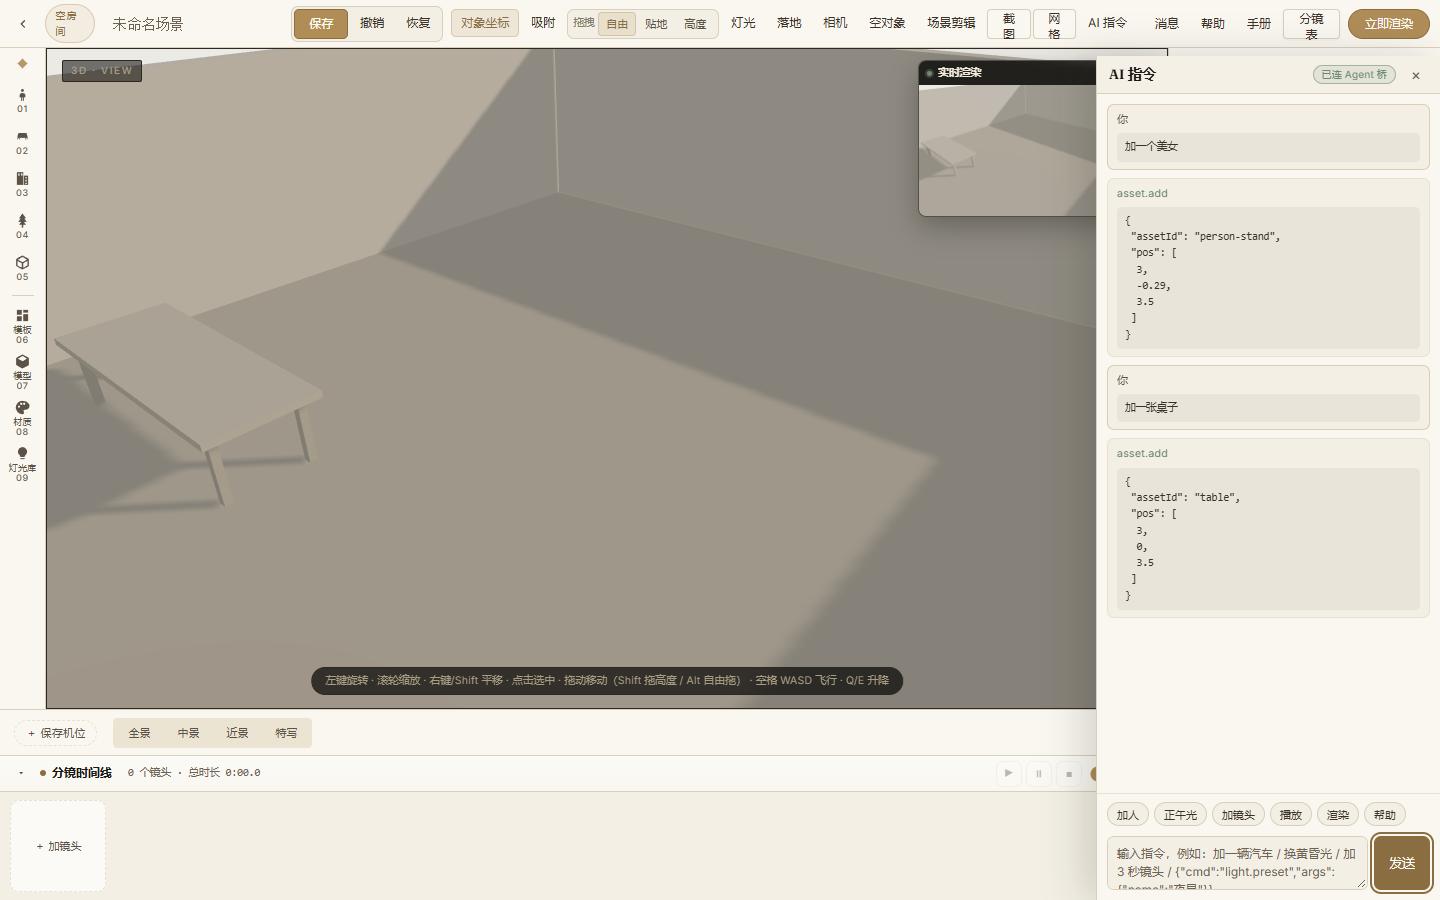 空房间
未命名场景
保存
撤销
恢复
对象坐标
吸附
拖拽
自由
贴地
高度
灯光
落地
相机
空对象
场景剪辑
截图
网格
AI 指令
消息
帮助
手册
分镜表
立即渲染
01
02
03
04
05
模板
06
模型
07
材质
08
灯光库
09
3D · VIEW
实时渲染
左键旋转 · 滚轮缩放 · 右键/Shift 平移 · 点击选中 · 拖动移动（Shift 拖高度 / Alt 自由拖） · 空格 WASD 飞行 · Q/E 升降
+ 保存机位
全景
中景
近景
特写
分镜时间线
0 个镜头 · 总时长 0:00.0
+ 加镜头
AI 指令
已连 Agent 桥
×
你
加一个美女
asset.add
{
"assetId": "person-stand",
"pos": [
3,
-0.29,
3.5
]
}
你
加一张桌子
asset.add
{
"assetId": "table",
"pos": [
3,
0,
3.5
]
}
加人
正午光
加镜头
播放
渲染
帮助
输入指令，例如：加一辆汽车 / 换黄昏光 / 加
3 秒镜头 / {"cmd":"light.preset","args":
{"name":"夜景"}}
发送